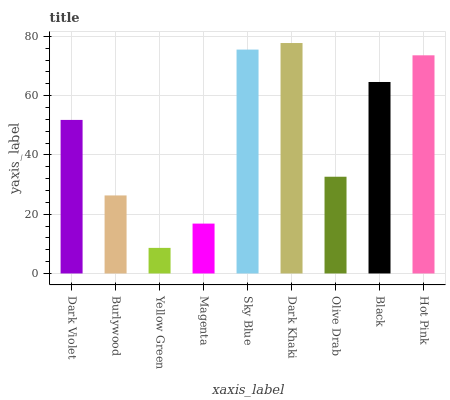 title
yaxis_label
80
60
40
20
0
Dark Violet
Burlywood
Yellow Green
Magenta
Sky Blue
Dark Khaki
Olive Drab
Black
Hot Pink
xaxis_label